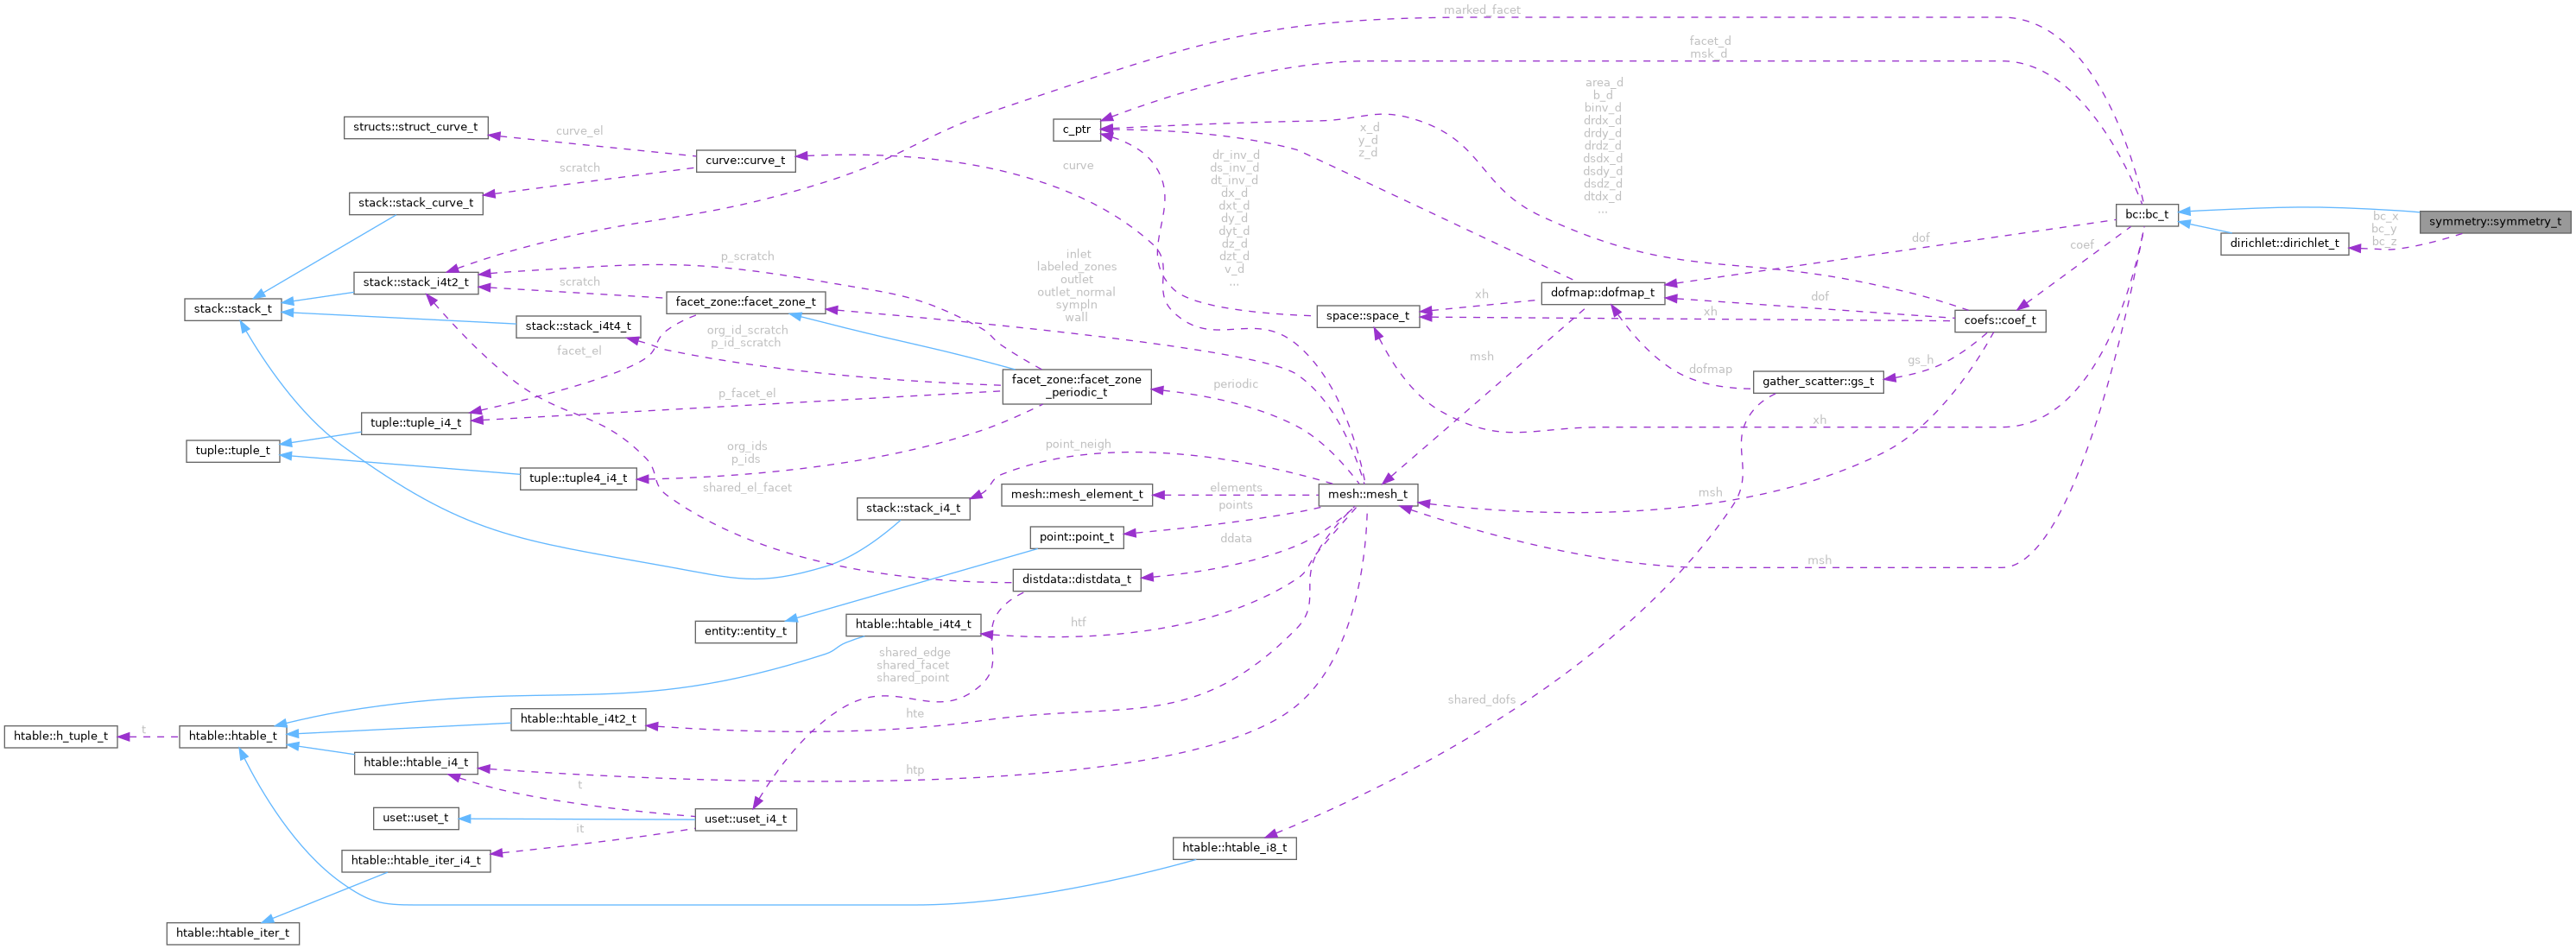 marked_facet
facet_d
msk_d
area_d
b_d
binv_d
drdx_d
drdy_d
drdz_d
dsdx_d
dsdy_d
dsdz_d
dtdx_d
...
structs::struct_curve_t
curve_el
c_ptr
x_d
y_d
z_d
curve::curve_t
curve
scratch
dr_inv_d
ds_inv_d
dt_inv_d
dx_d
dxt_d
dy_d
dyt_d
dz_d
dzt_d
v_d
...
stack::stack_curve_t
bc::bc_t
symmetry::symmetry_t
bc_x
bc_y
bc_z
dirichlet::dirichlet_t
dof
coef
p_scratch
inlet
labeled_zones
outlet
outlet_normal
sympln
wall
stack::stack_i4t2_t
scratch
stack::stack_t
facet_zone::facet_zone_t
dofmap::dofmap_t
xh
dof
xh
space::space_t
coefs::coef_t
stack::stack_i4t4_t
org_id_scratch
p_id_scratch
facet_el
msh
gs_h
dofmap
facet_zone::facet_zone
_periodic_t
periodic
gather_scatter::gs_t
p_facet_el
tuple::tuple_i4_t
xh
tuple::tuple_t
org_ids
p_ids
point_neigh
tuple::tuple4_i4_t
shared_el_facet
mesh::mesh_element_t
elements
mesh::mesh_t
msh
stack::stack_i4_t
points
point::point_t
ddata
msh
distdata::distdata_t
entity::entity_t
htable::htable_i4t4_t
htf
shared_edge
shared_facet
shared_point
shared_dofs
htable::h_tuple_t
t
htable::htable_t
htable::htable_i4t2_t
hte
htable::htable_i4_t
htp
t
uset::uset_t
uset::uset_i4_t
it
htable::htable_iter_i4_t
htable::htable_i8_t
htable::htable_iter_t